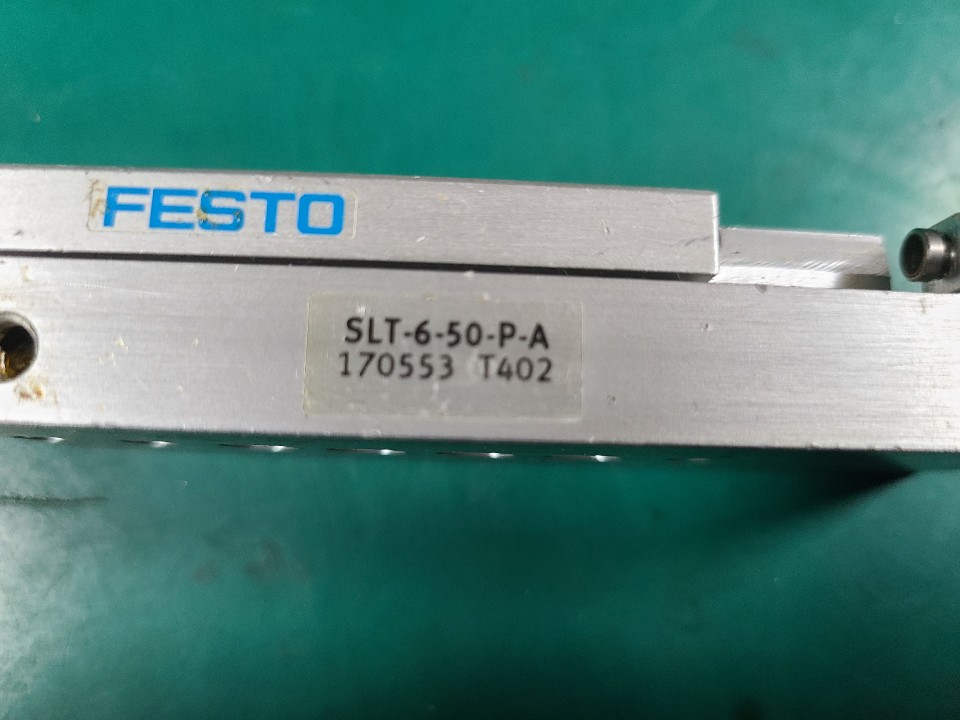 FESTO
SLT-6-50-P-A
170553 T402